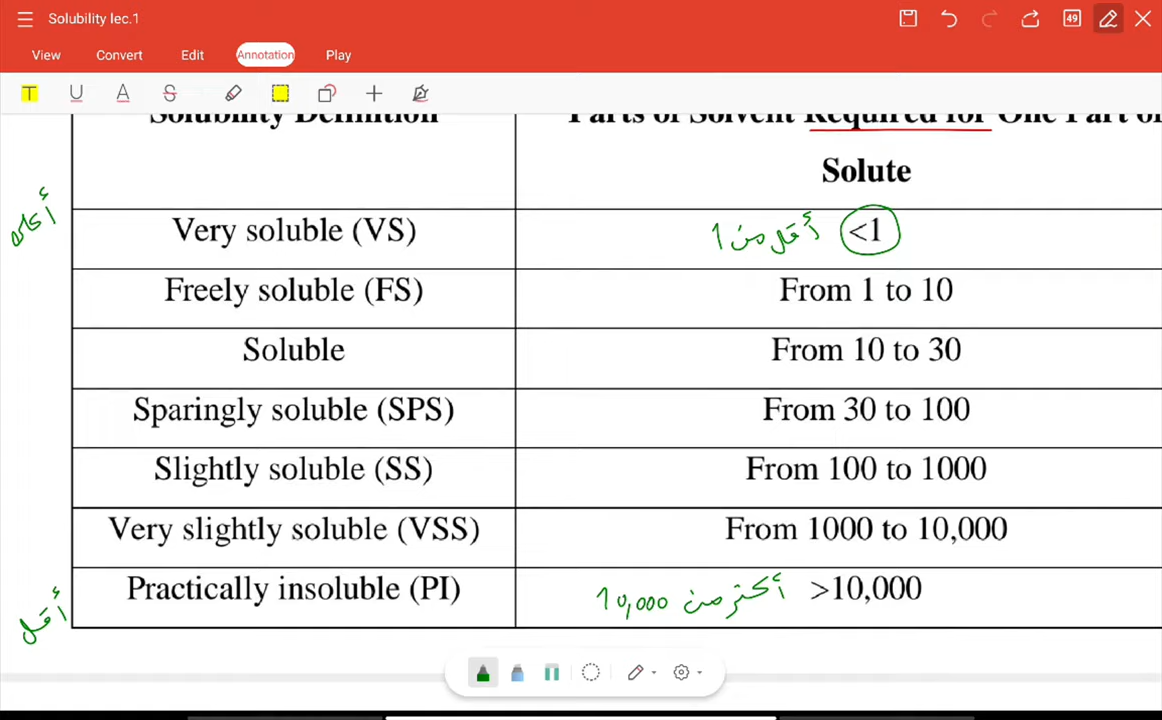 Solubility lec.1
49
View Convert Edit Annotation Play
T U A S
Solubility Definition Parts of Solvent Required for One Part of
Solute
Very soluble (VS) أقل من 1 <1
Freely soluble (FS) From 1 to 10
Soluble From 10 to 30
Sparingly soluble (SPS) From 30 to 100
Slightly soluble (SS) From 100 to 1000
Very slightly soluble (VSS) From 1000 to 10,000
Practically insoluble (PI) أكثر من 10,000 >10,000
أقل